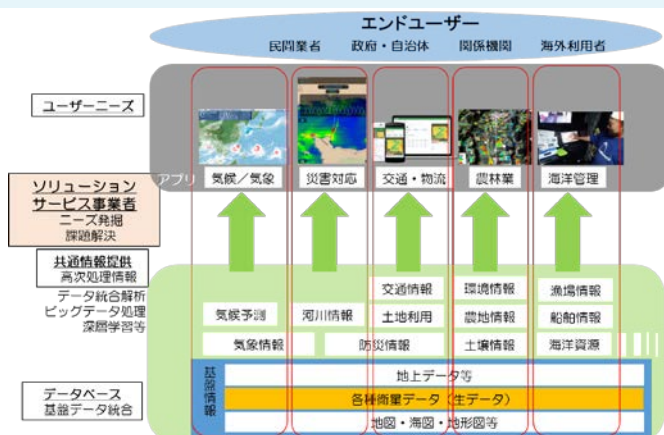 エンドユーザー
民間業者 政府・自治体 関係機関 海外利用者
ユーザーニーズ
アプリ
気候/気象 災害対応 交通・物流 農林業 海洋管理
ソリューション
サービス事業者
ニーズ発掘
課題解決
共通情報提供
高次処理情報
データ統合解析
ビッグデータ処理
深層学習等
交通情報 環境情報 漁場情報
気候予測 河川情報 土地利用 農地情報 船舶情報
気象情報 防災情報 土壌情報 海洋資源
データベース
基盤データ統合
基盤情報
地上データ等
各種衛星データ(生データ)
地図・海図・地形図等